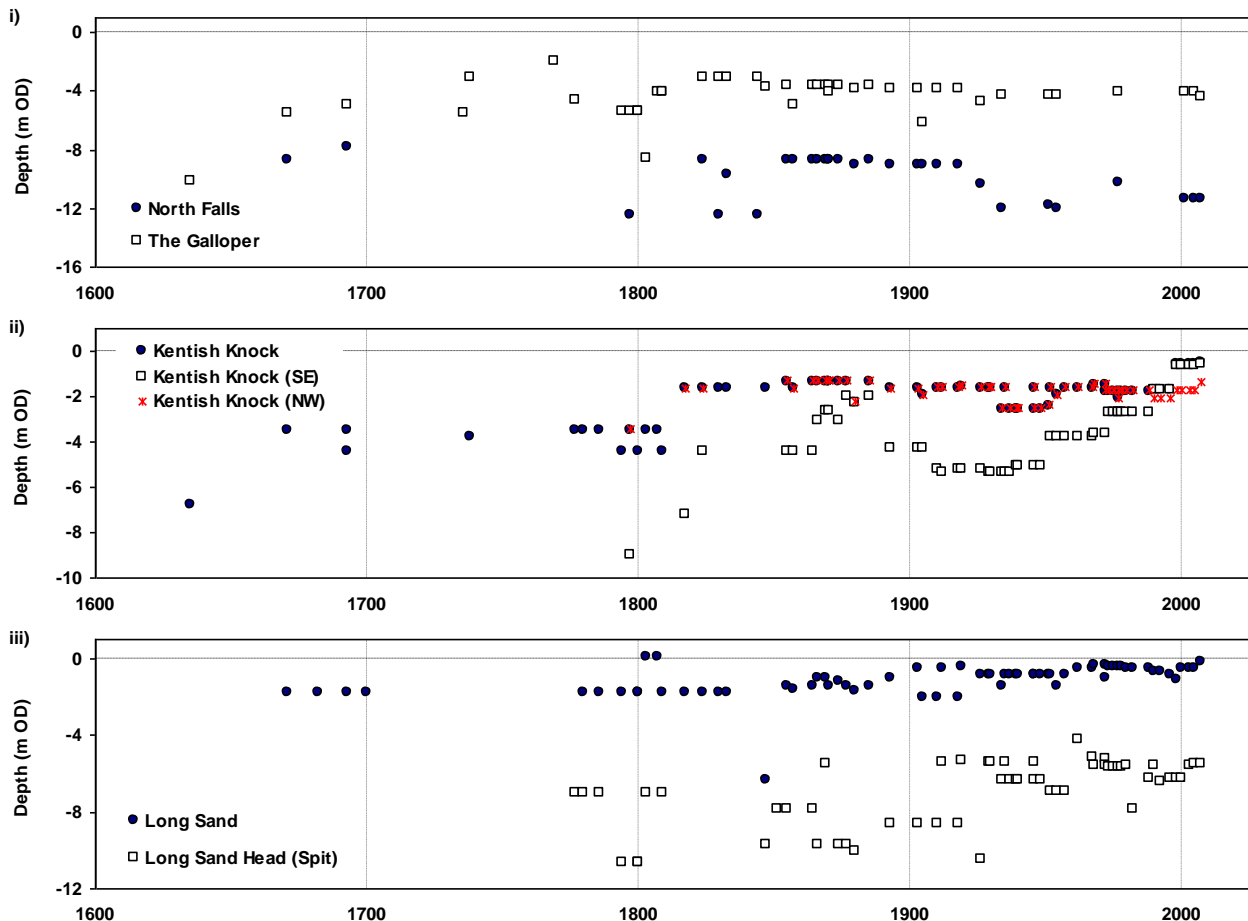 i)
0
-4
-8
-12
-16
Depth (m OD)
North Falls
The Galloper
1600 1700 1800 1900 2000
ii)
0
-2
-4
-6
-8
-10
Depth (m OD)
Kentish Knock
Kentish Knock (SE)
Kentish Knock (NW)
1600 1700 1800 1900 2000
iii)
0
-4
-8
-12
Depth (m OD)
Long Sand
Long Sand Head (Spit)
1600 1700 1800 1900 2000